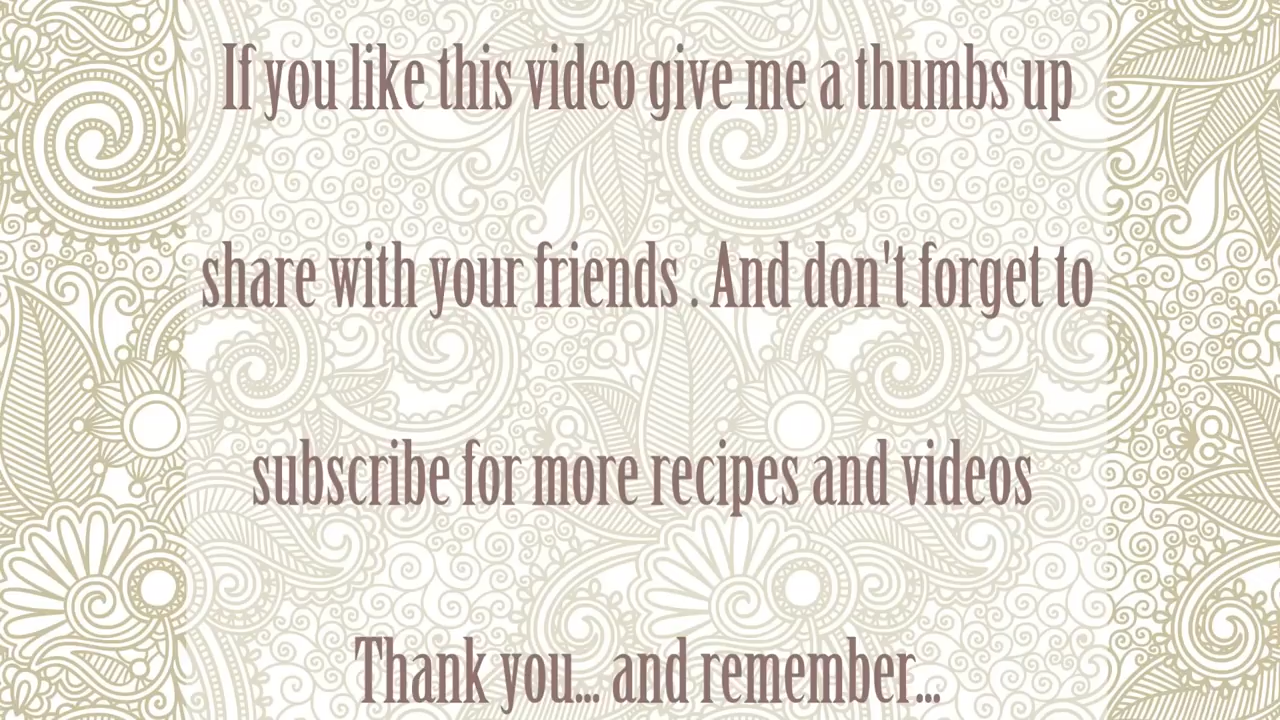 If you like this video give me a thumbs up
share with your friends . And don't forget to
subscribe for more recipes and videos
Thank you... and remember...